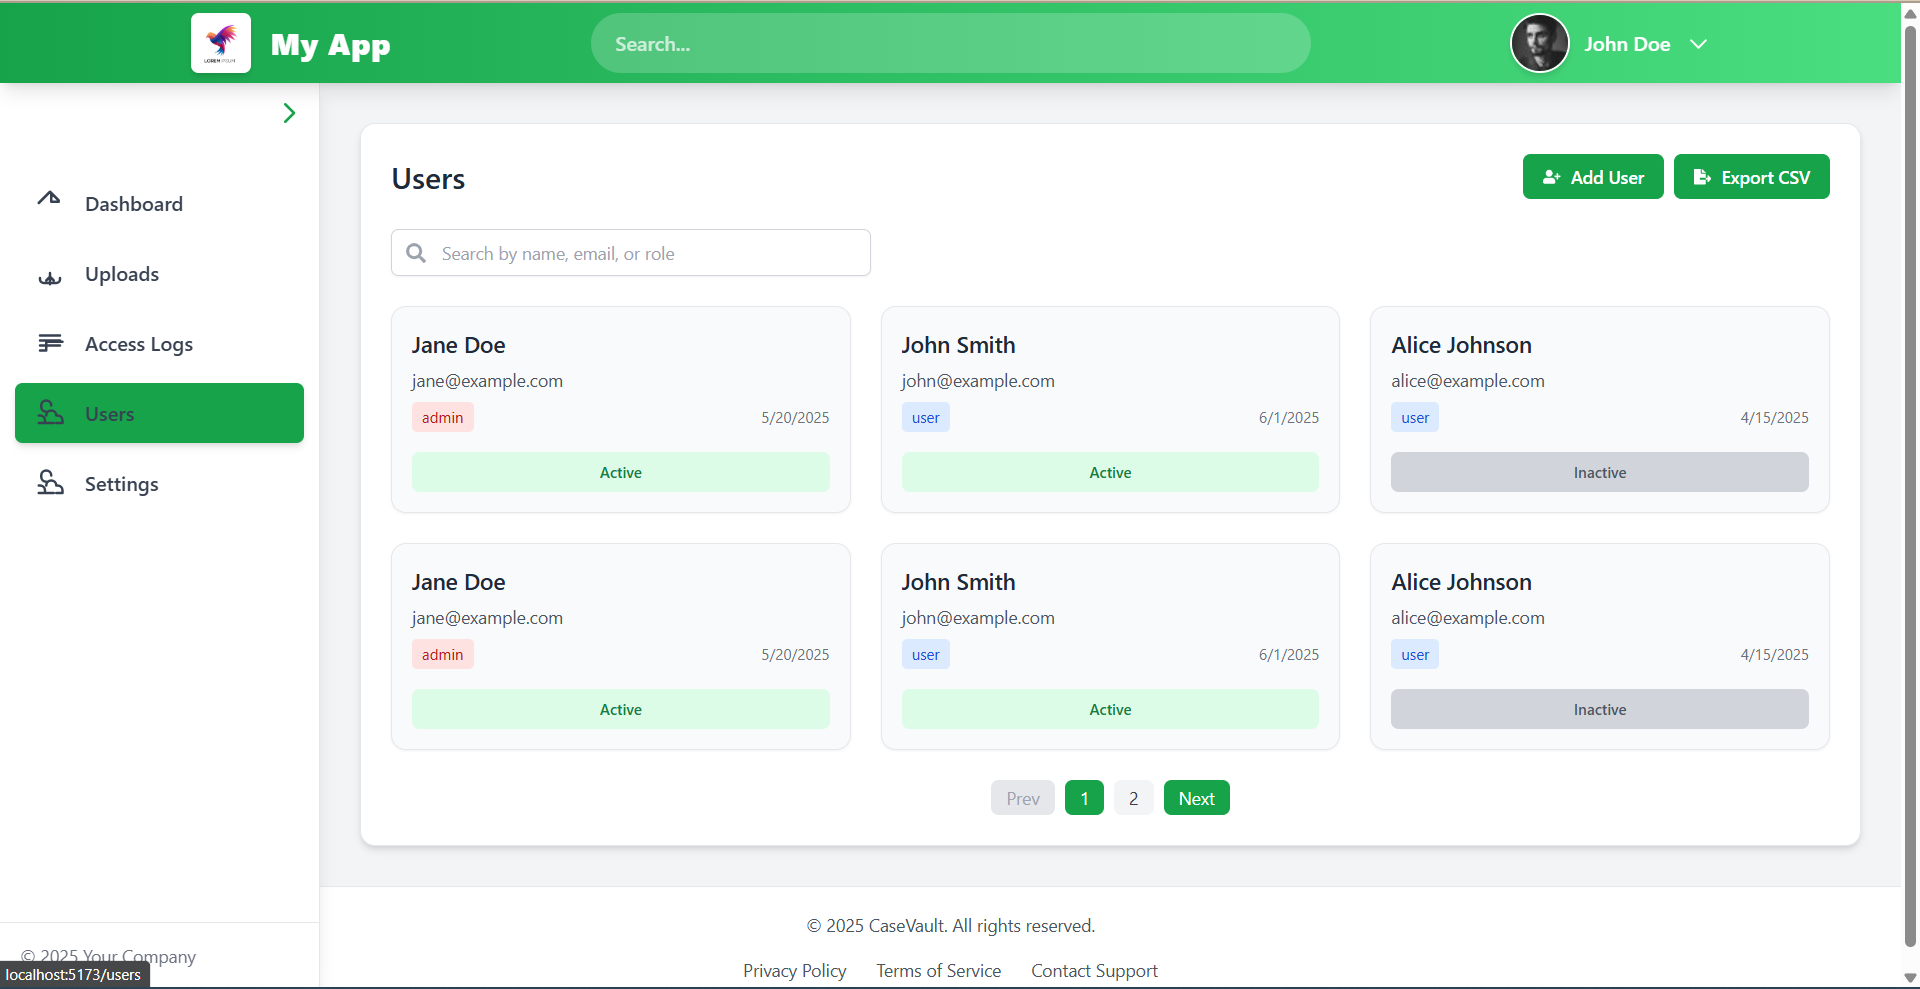 LOREM IPSUM
My App
Search...
John Doe
Dashboard
Uploads
Access Logs
Users
Settings
Users
Add User
Export CSV
Search by name, email, or role
Jane Doe
jane@example.com
admin 5/20/2025
Active
John Smith
john@example.com
user 6/1/2025
Active
Alice Johnson
alice@example.com
user 4/15/2025
Inactive
Jane Doe
jane@example.com
admin 5/20/2025
Active
John Smith
john@example.com
user 6/1/2025
Active
Alice Johnson
alice@example.com
user 4/15/2025
Inactive
Prev 1 2 Next
© 2025 CaseVault. All rights reserved.
Privacy Policy Terms of Service Contact Support
© 2025 Your Company
localhost:5173/users